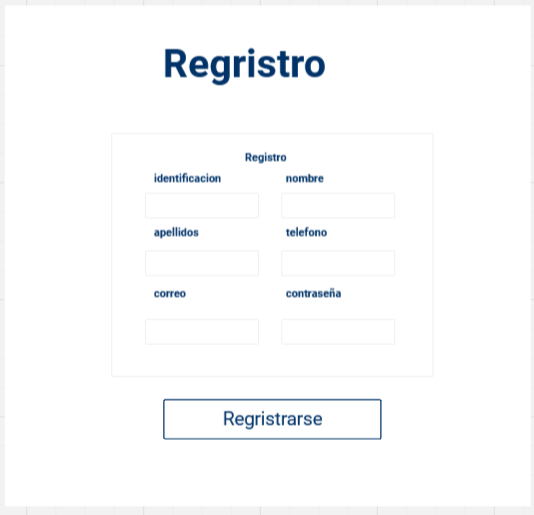 Regristro
Registro
identificacion nombre
apellidos telefono
correo contraseña
Regristrarse